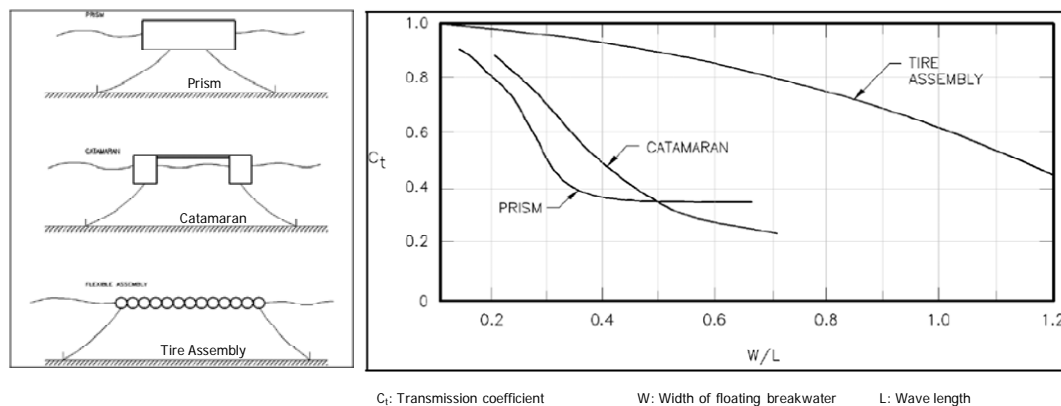 PRISM
Prism
CATAMARAN
Catamaran
FLEXIBLE ASSEMBLY
Tire Assembly
1.0
0.8
0.6
0.4
0.2
0
Ct
TIRE
ASSEMBLY
CATAMARAN
PRISM
0.2 0.4 0.6 0.8 1.0 1.2
W/L
Ct: Transmission coefficient W: Width of floating breakwater L: Wave length